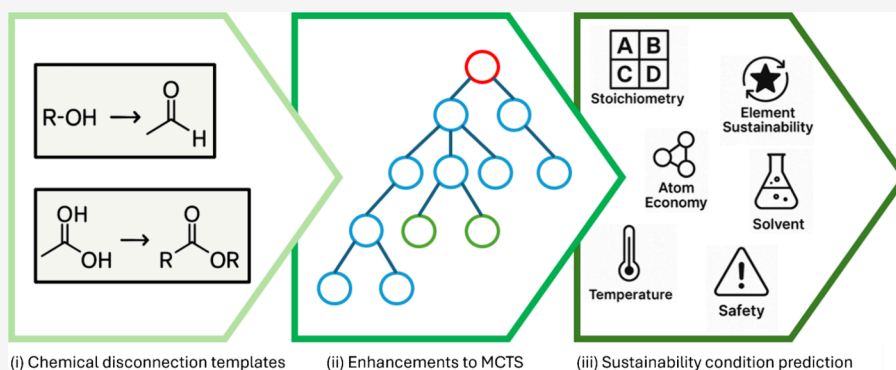 R-OH
O
H
OH
OH
O
R
OR
A B
C D
Stoichiometry
Element
Sustainability
Atom
Economy
Solvent
Temperature
!
Safety
(i) Chemical disconnection templates
(ii) Enhancements to MCTS
(iii) Sustainability condition prediction